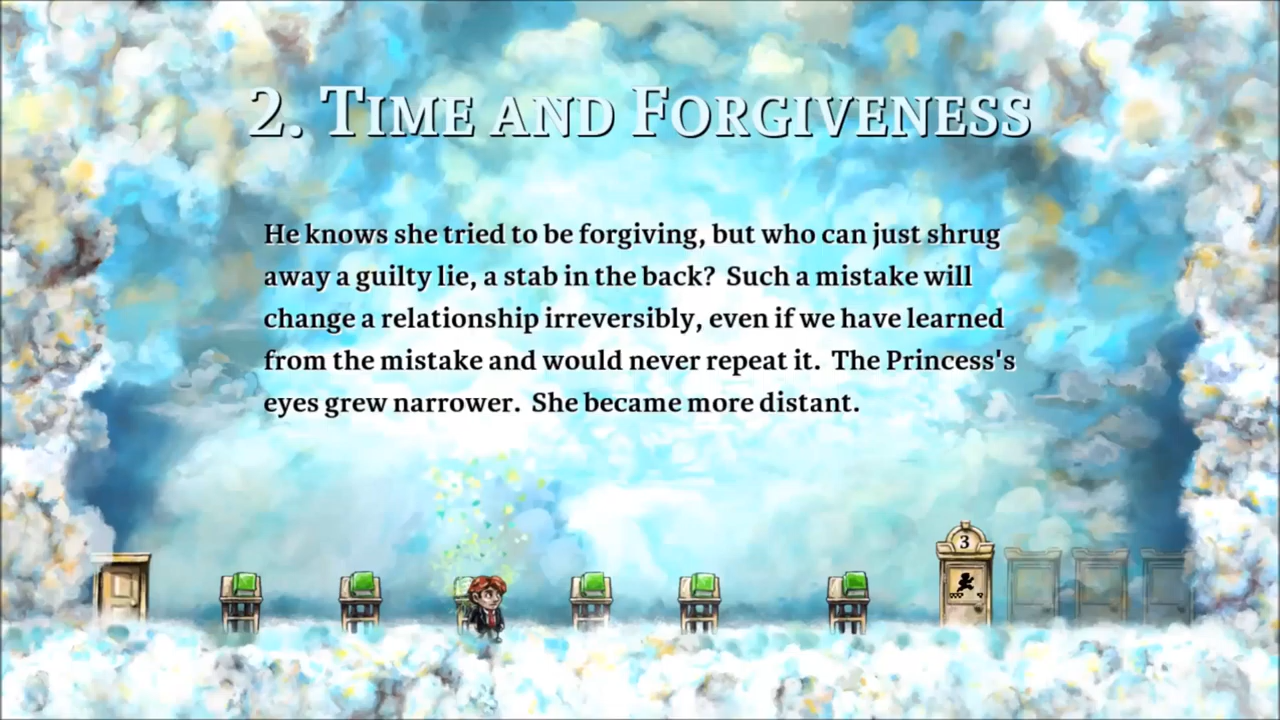 2. Time and Forgiveness
He knows she tried to be forgiving, but who can just shrug
away a guilty lie, a stab in the back?  Such a mistake will
change a relationship irreversibly, even if we have learned
from the mistake and would never repeat it.  The Princess's
eyes grew narrower.  She became more distant.
3